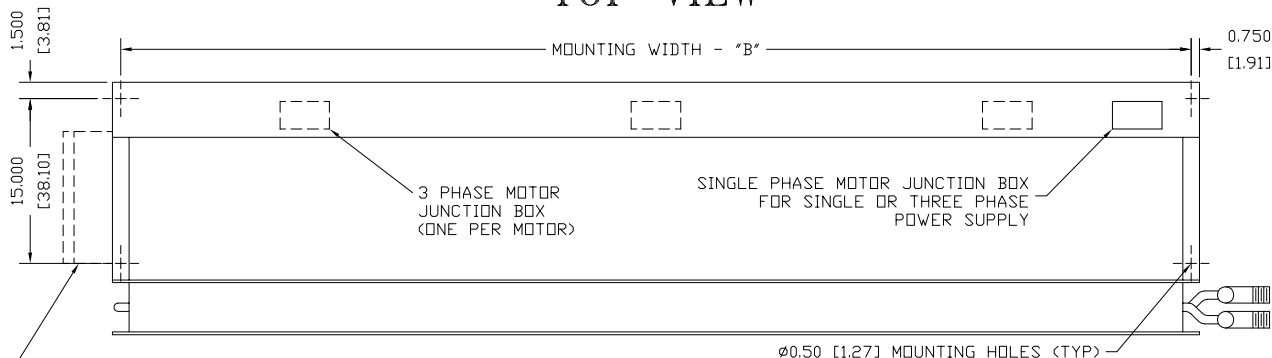 TOP VIEW
1.500
[3.81]
MOUNTING WIDTH - "B"
0.750
[1.91]
15.000
[38.10]
3 PHASE MOTOR
JUNCTION BOX
(ONE PER MOTOR)
SINGLE PHASE MOTOR JUNCTION BOX
FOR SINGLE OR THREE PHASE
POWER SUPPLY
Ø0.50 [1.27] MOUNTING HOLES (TYP)